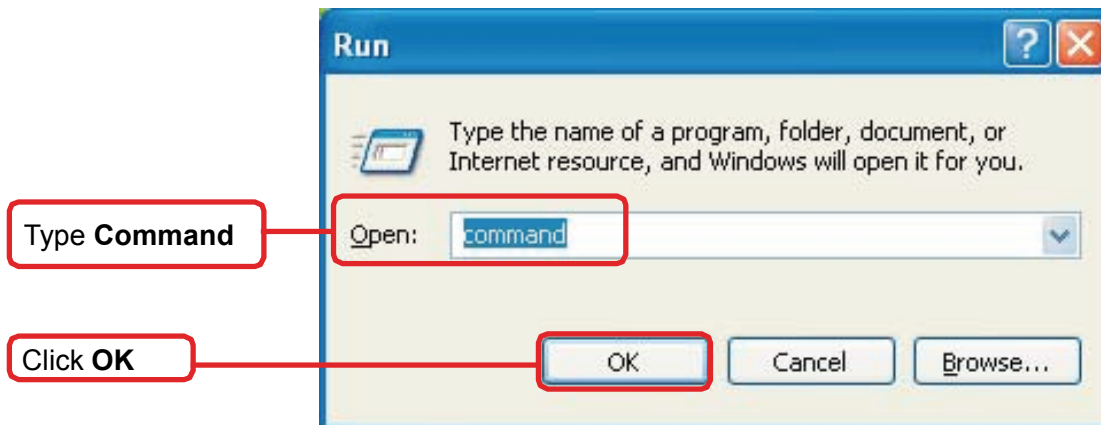 Run
Type the name of a program, folder, document, or
Internet resource, and Windows will open it for you.
Type Command
Open: command
Click OK
OK Cancel Browse...